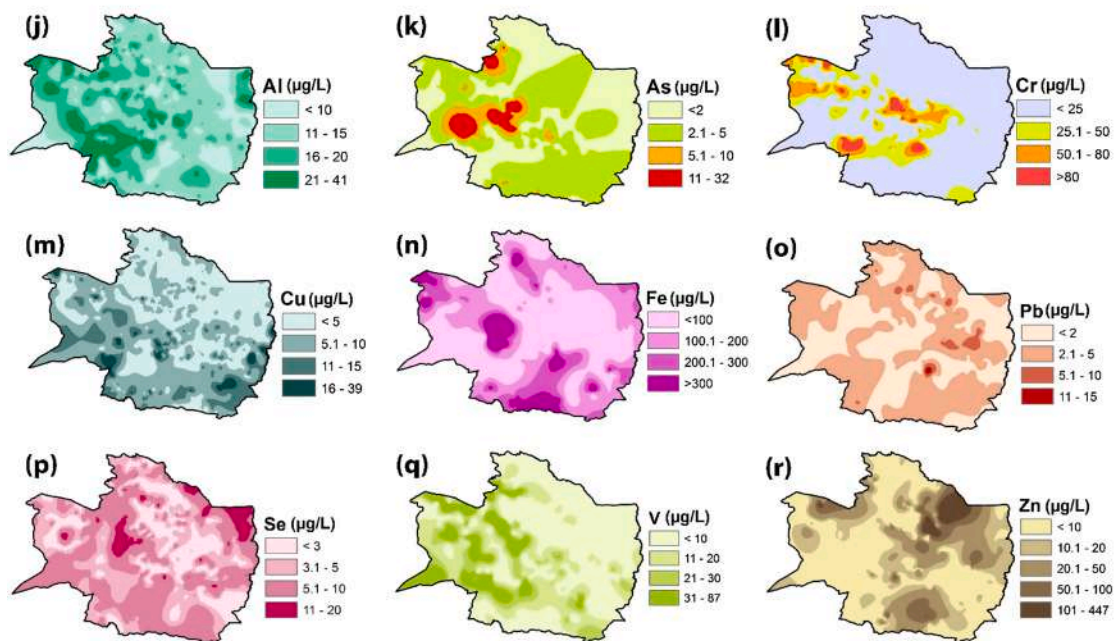 (j)
Al (µg/L)
< 10
11 - 15
16 - 20
21 - 41
(k)
As (µg/L)
<2
2.1 - 5
5.1 - 10
11 - 32
(l)
Cr (µg/L)
< 25
25.1 - 50
50.1 - 80
>80
(m)
Cu (µg/L)
< 5
5.1 - 10
11 - 15
16 - 39
(n)
Fe (µg/L)
<100
100.1 - 200
200.1 - 300
>300
(o)
Pb (µg/L)
< 2
2.1 - 5
5.1 - 10
11 - 15
(p)
Se (µg/L)
< 3
3.1 - 5
5.1 - 10
11 - 20
(q)
V (µg/L)
< 10
11 - 20
21 - 30
31 - 87
(r)
Zn (µg/L)
< 10
10.1 - 20
20.1 - 50
50.1 - 100
101 - 447